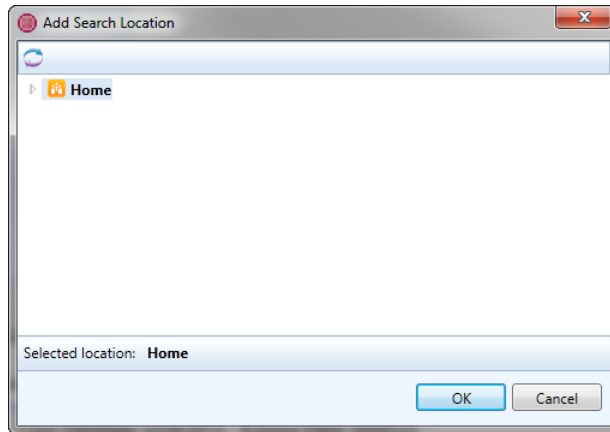 Add Search Location
Home
Selected location: Home
OK
Cancel